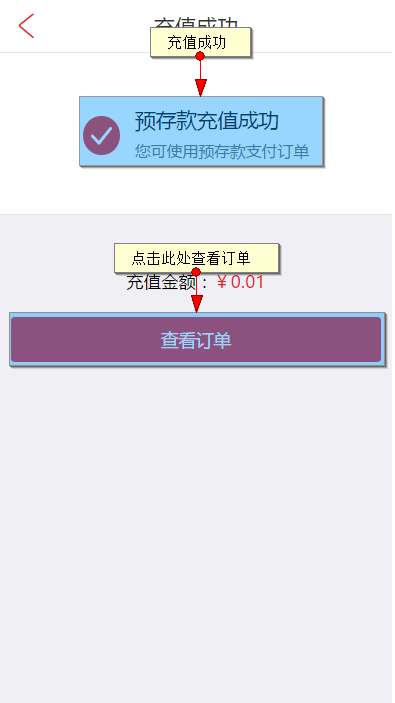 充值成功
充值成功
预存款充值成功
您可使用预存款支付订单
点击此处查看订单
充值金额：￥0.01
查看订单